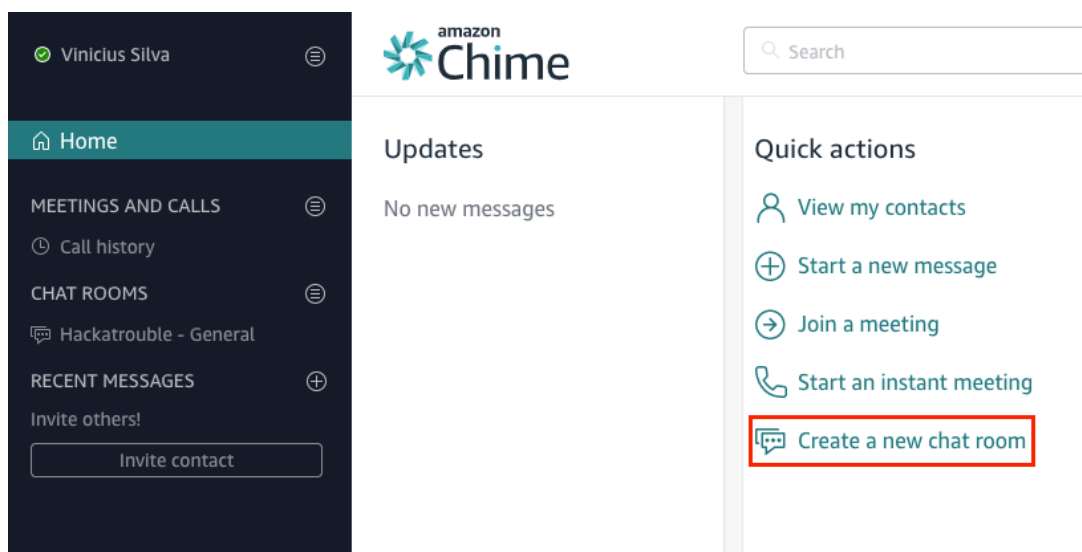 Vinicius Silva
Home
MEETINGS AND CALLS
Call history
CHAT ROOMS
Hackatrouble - General
RECENT MESSAGES
Invite others!
Invite contact
amazon
Chime
Search
Updates
No new messages
Quick actions
View my contacts
Start a new message
Join a meeting
Start an instant meeting
Create a new chat room